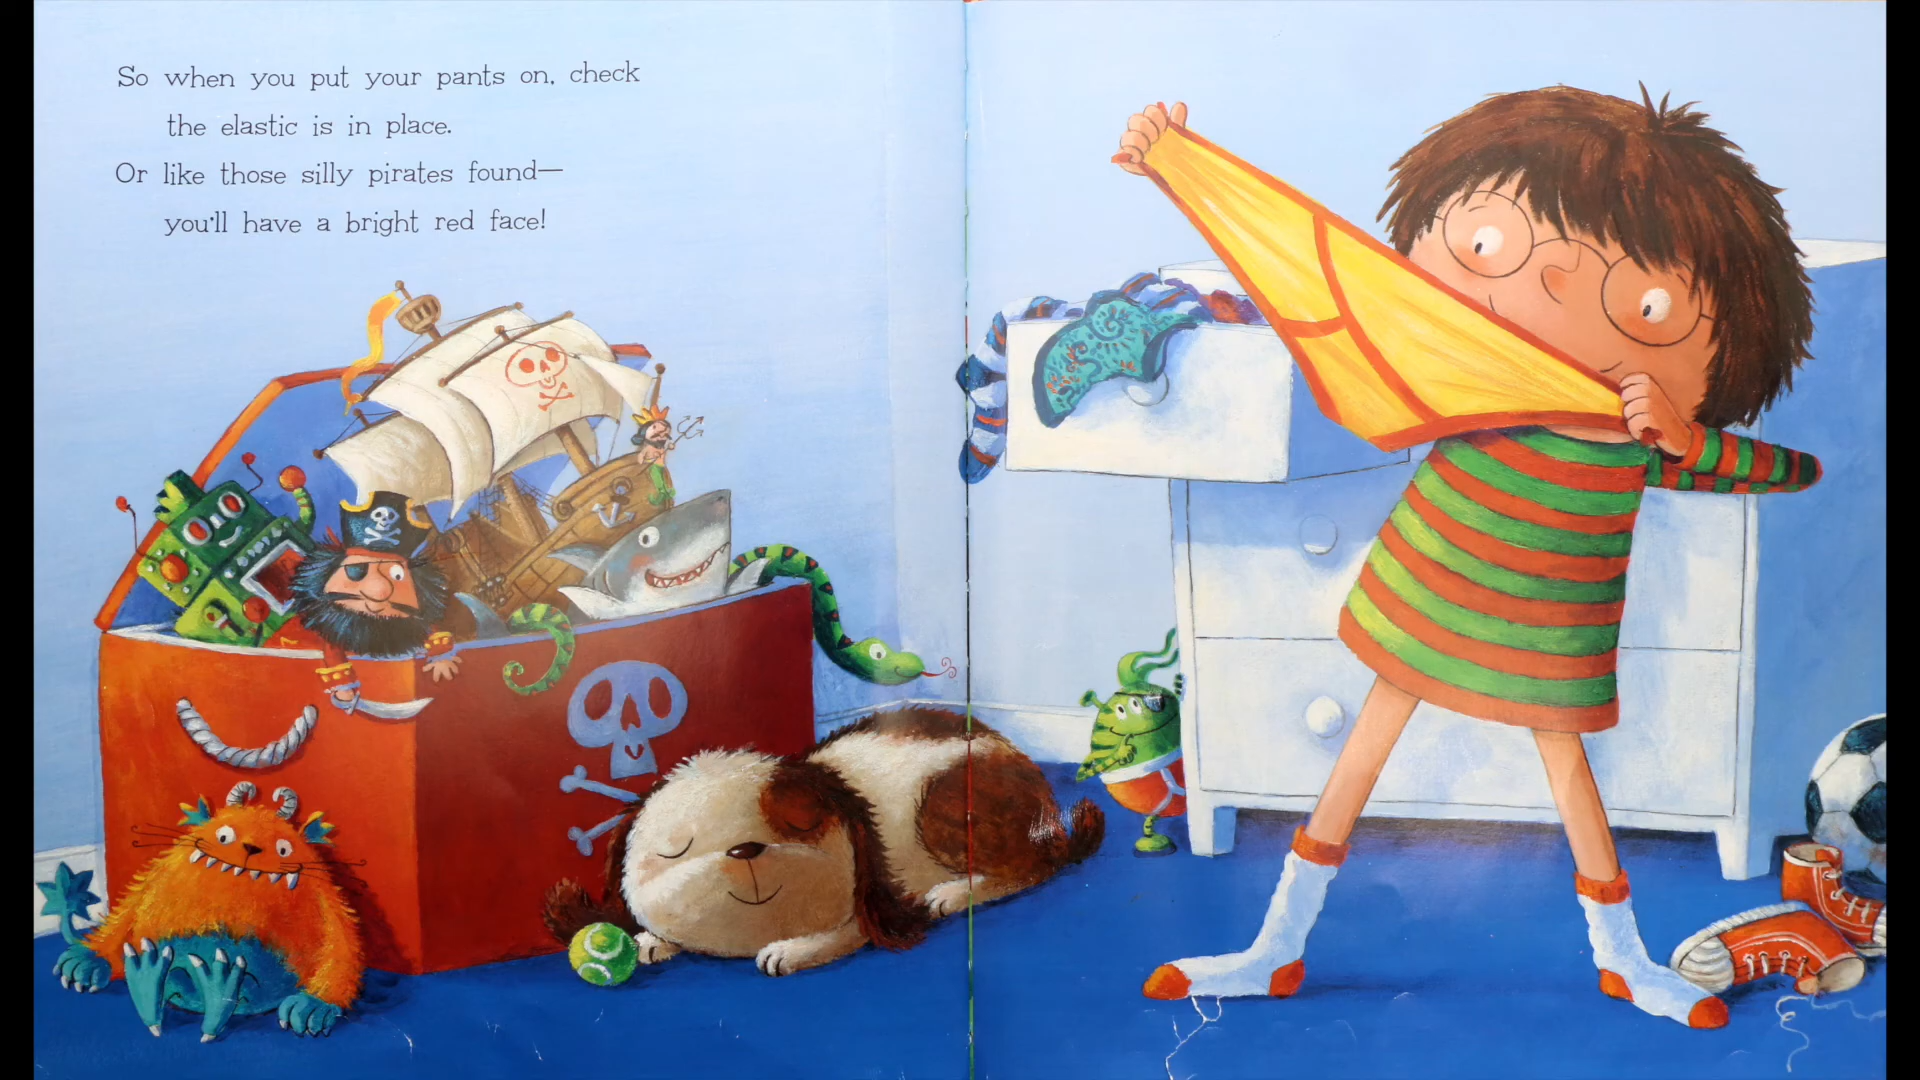 So when you put your pants on, check
the elastic is in place.
Or like those silly pirates found—
you'll have a bright red face!